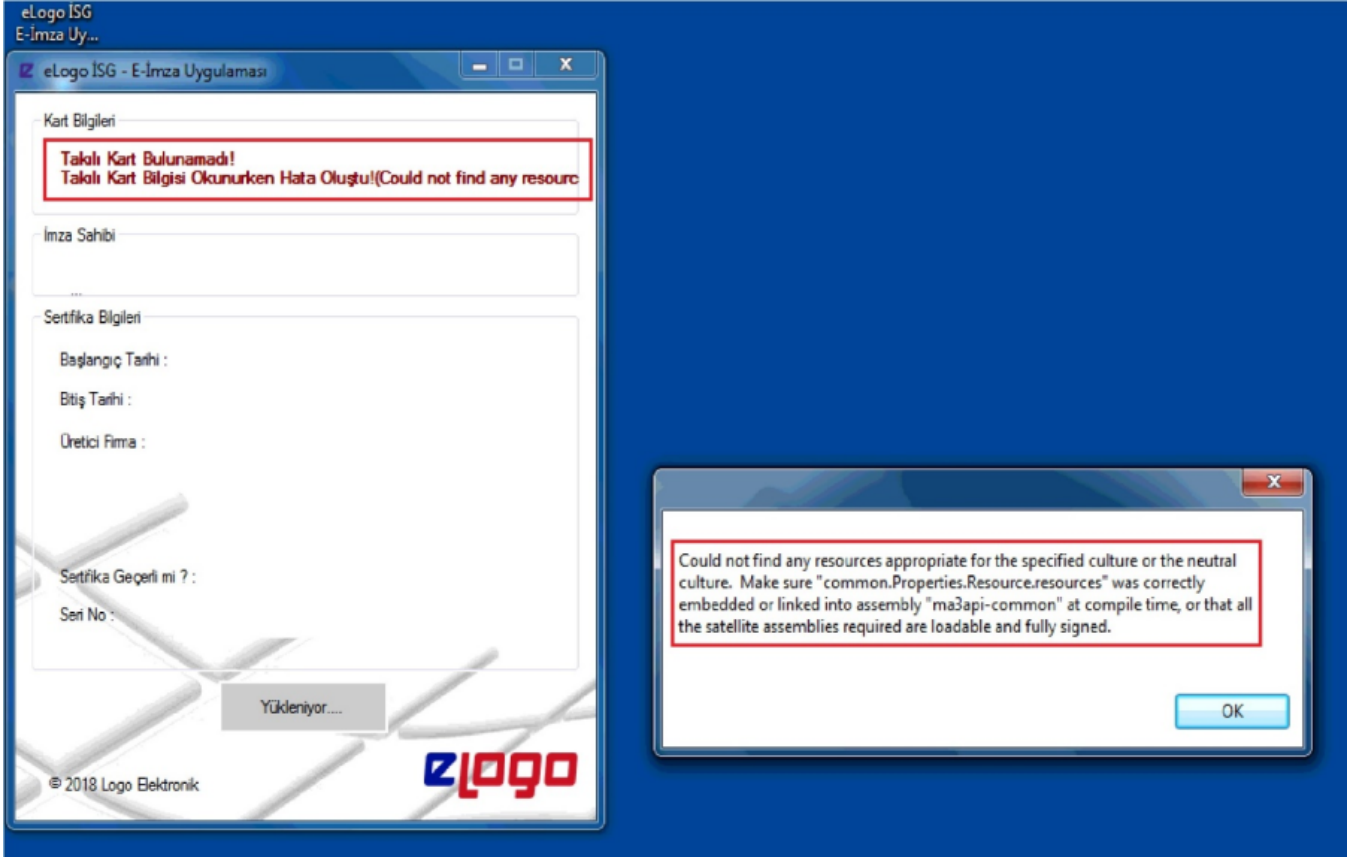 eLogo İSG
E-İmza Uy...
eLogo İSG - E-İmza Uygulaması
Kart Bilgileri
Takılı Kart Bulunamadı!
Takılı Kart Bilgisi Okunurken Hata Oluştu!(Could not find any resourc
İmza Sahibi
...
Sertifika Bilgileri
Başlangıç Tarihi :
Bitiş Tarihi :
Üretici Firma :
Sertifika Geçerli mi ? :
Seri No :
Yükleniyor....
© 2018 Logo Elektronik
eLogo
Could not find any resources appropriate for the specified culture or the neutral
culture. Make sure "common.Properties.Resource.resources" was correctly
embedded or linked into assembly "ma3api-common" at compile time, or that all
the satellite assemblies required are loadable and fully signed.
OK